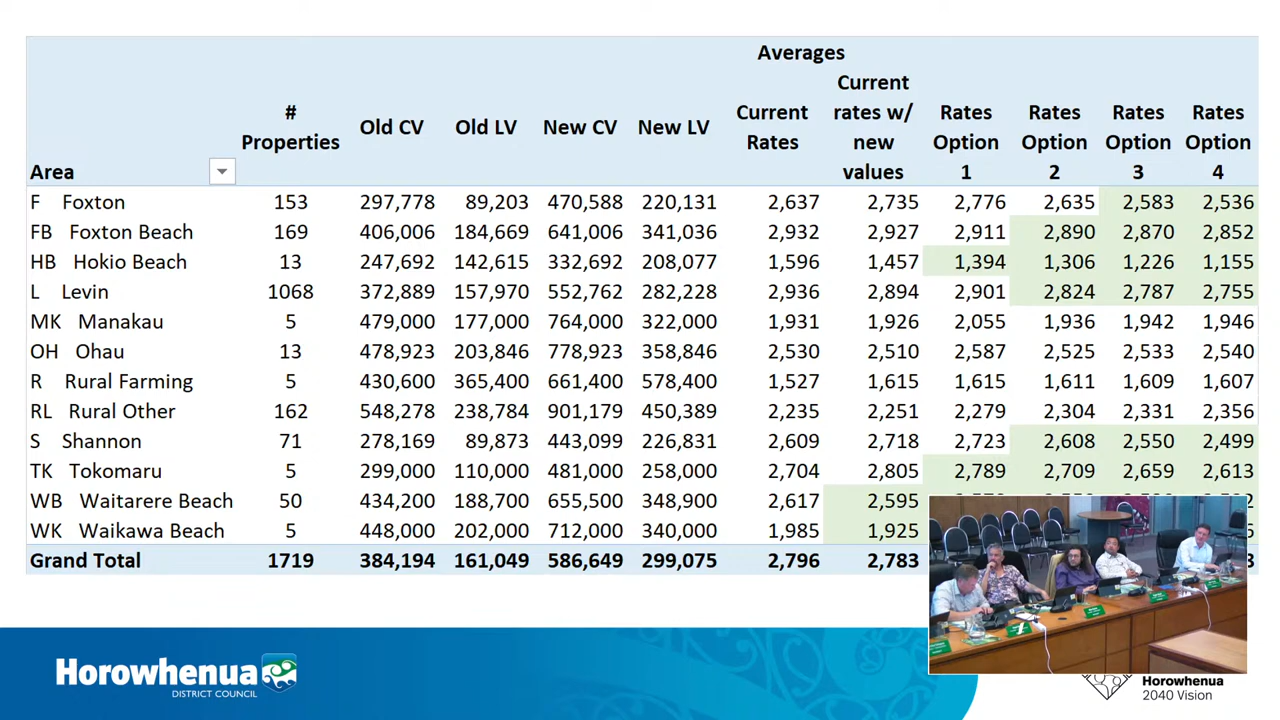 Averages
Area # Properties Old CV Old LV New CV New LV Current Rates Current rates w/ new values Rates Option 1 Rates Option 2 Rates Option 3 Rates Option 4
F Foxton 153 297,778 89,203 470,588 220,131 2,637 2,735 2,776 2,635 2,583 2,536
FB Foxton Beach 169 406,006 184,669 641,006 341,036 2,932 2,927 2,911 2,890 2,870 2,852
HB Hokio Beach 13 247,692 142,615 332,692 208,077 1,596 1,457 1,394 1,306 1,226 1,155
L Levin 1068 372,889 157,970 552,762 282,228 2,936 2,894 2,901 2,824 2,787 2,755
MK Manakau 5 479,000 177,000 764,000 322,000 1,931 1,926 2,055 1,936 1,942 1,946
OH Ohau 13 478,923 203,846 778,923 358,846 2,530 2,510 2,587 2,525 2,533 2,540
R Rural Farming 5 430,600 365,400 661,400 578,400 1,527 1,615 1,615 1,611 1,609 1,607
RL Rural Other 162 548,278 238,784 901,179 450,389 2,235 2,251 2,279 2,304 2,331 2,356
S Shannon 71 278,169 89,873 443,099 226,831 2,609 2,718 2,723 2,608 2,550 2,499
TK Tokomaru 5 299,000 110,000 481,000 258,000 2,704 2,805 2,789 2,709 2,659 2,613
WB Waitarere Beach 50 434,200 188,700 655,500 348,900 2,617 2,595
WK Waikawa Beach 5 448,000 202,000 712,000 340,000 1,985 1,925
Grand Total 1719 384,194 161,049 586,649 299,075 2,796 2,783
Horowhenua
DISTRICT COUNCIL
Horowhenua
2040 Vision